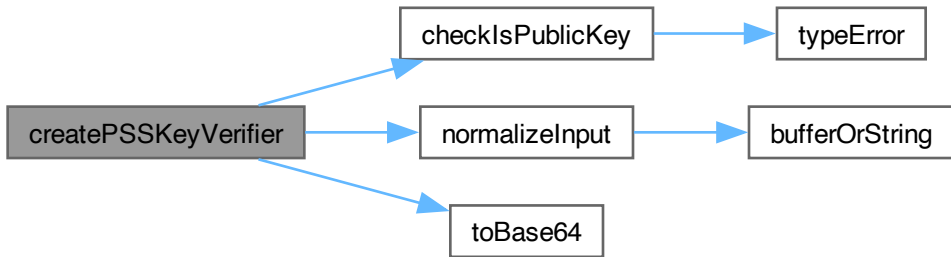 checkIsPublicKey
typeError
createPSSKeyVerifier
normalizeInput
bufferOrString
toBase64